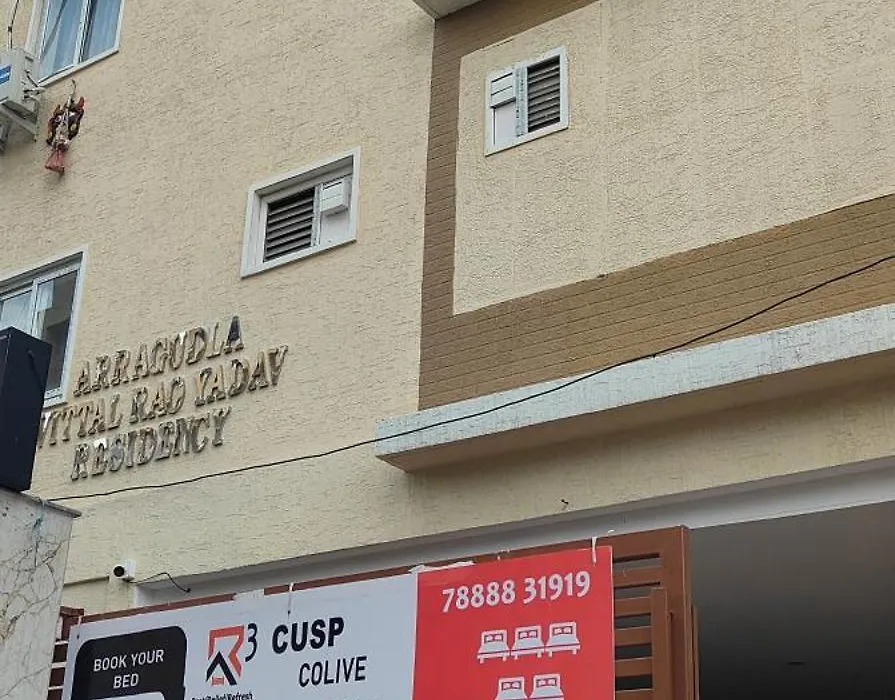 ARRAGUDLA
VITTAL RAO YADAV
RESIDENCY
BOOK YOUR
BED
R3
CUSP
COLIVE
78888 31919